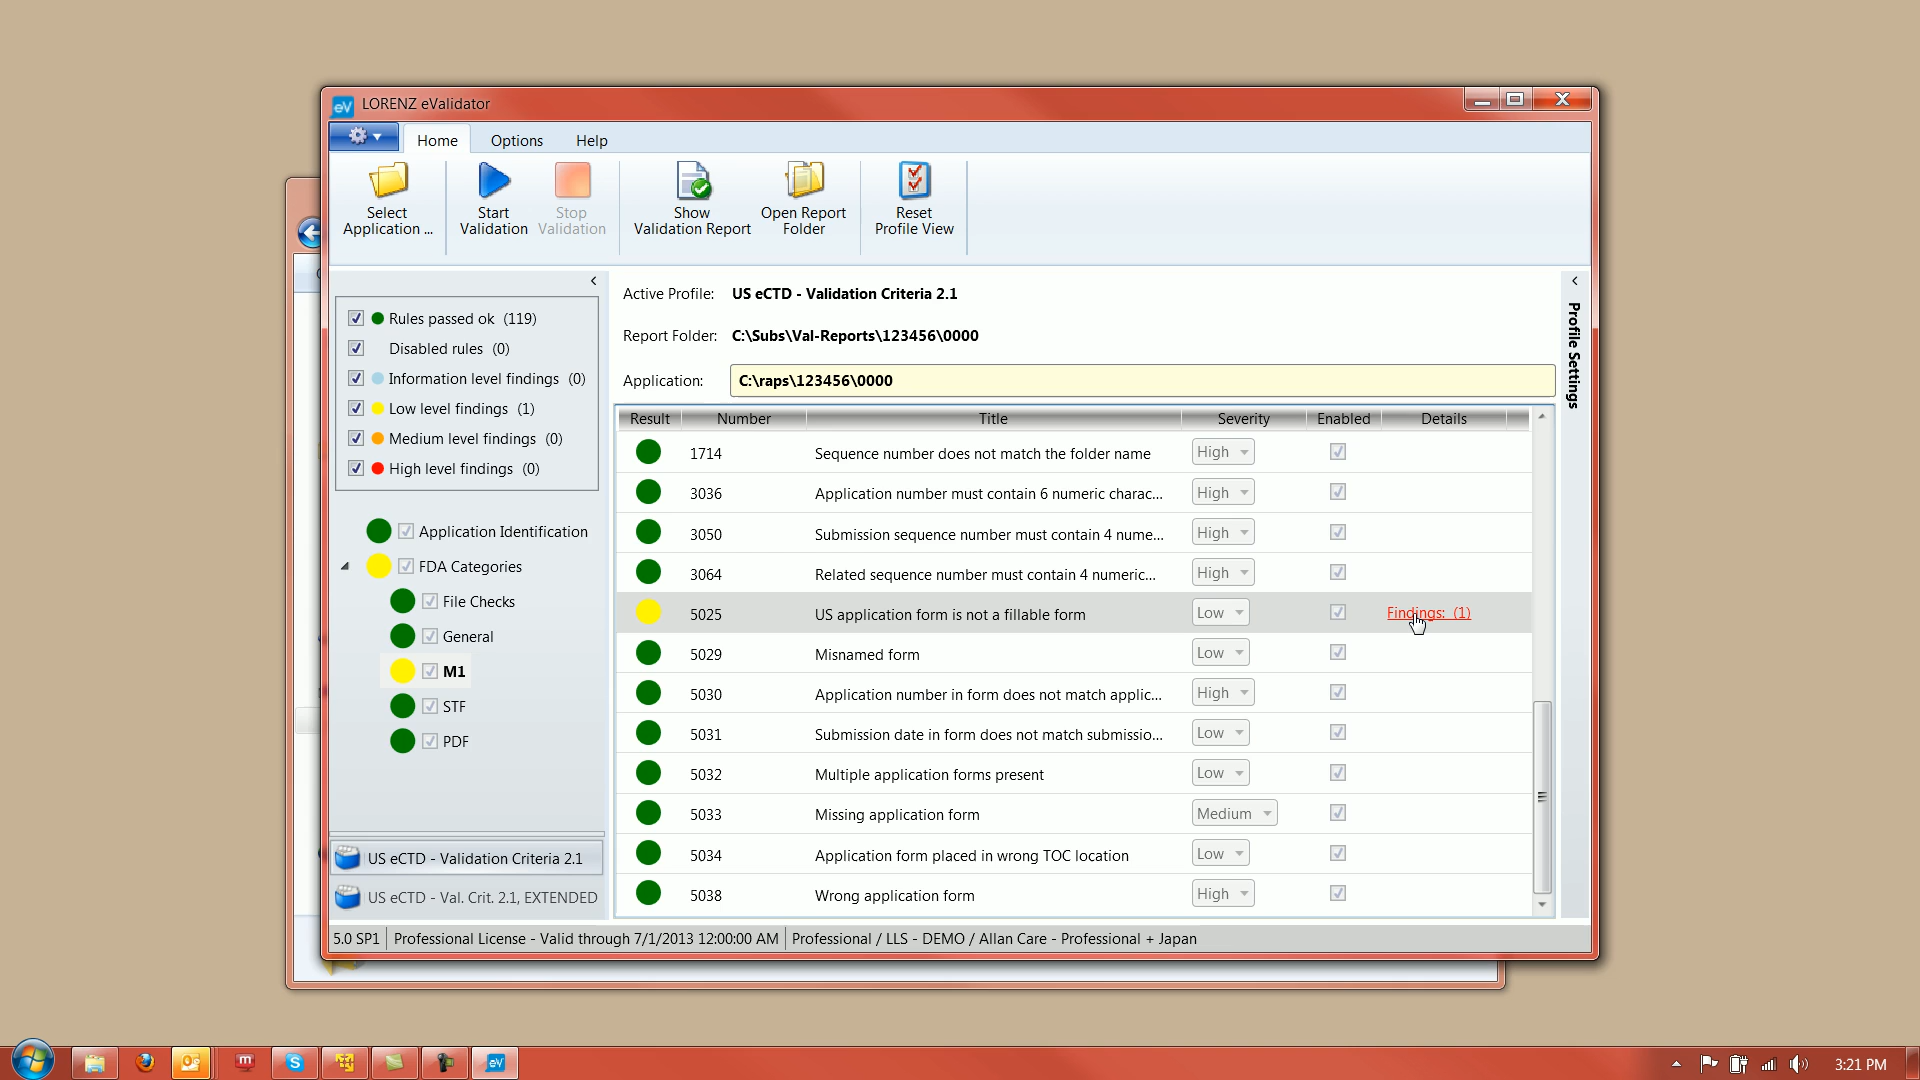 eV LORENZ eValidator
Home Options Help
Select
Application ...
Start
Validation
Stop
Validation
Show
Validation Report
Open Report
Folder
Reset
Profile View
Rules passed ok (119)
Disabled rules (0)
Information level findings (0)
Low level findings (1)
Medium level findings (0)
High level findings (0)
Application Identification
FDA Categories
File Checks
General
M1
STF
PDF
US eCTD - Validation Criteria 2.1
US eCTD - Val. Crit. 2.1, EXTENDED
Active Profile: US eCTD - Validation Criteria 2.1
Report Folder: C:\Subs\Val-Reports\123456\0000
Application: C:\raps\123456\0000
Profile Settings
Result Number Title Severity Enabled Details
1714 Sequence number does not match the folder name High
3036 Application number must contain 6 numeric charac... High
3050 Submission sequence number must contain 4 nume... High
3064 Related sequence number must contain 4 numeric... High
5025 US application form is not a fillable form Low Findings: (1)
5029 Misnamed form Low
5030 Application number in form does not match applic... High
5031 Submission date in form does not match submissio... Low
5032 Multiple application forms present Low
5033 Missing application form Medium
5034 Application form placed in wrong TOC location Low
5038 Wrong application form High
5.0 SP1 Professional License - Valid through 7/1/2013 12:00:00 AM Professional / LLS - DEMO / Allan Care - Professional + Japan
m S eV 3:21 PM